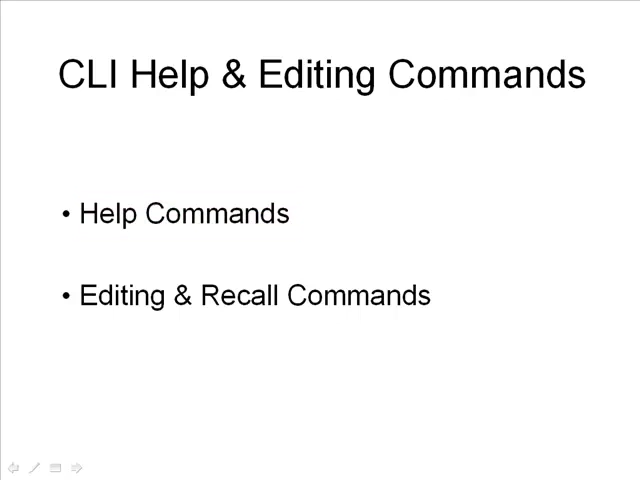 CLI Help & Editing Commands
• Help Commands
• Editing & Recall Commands